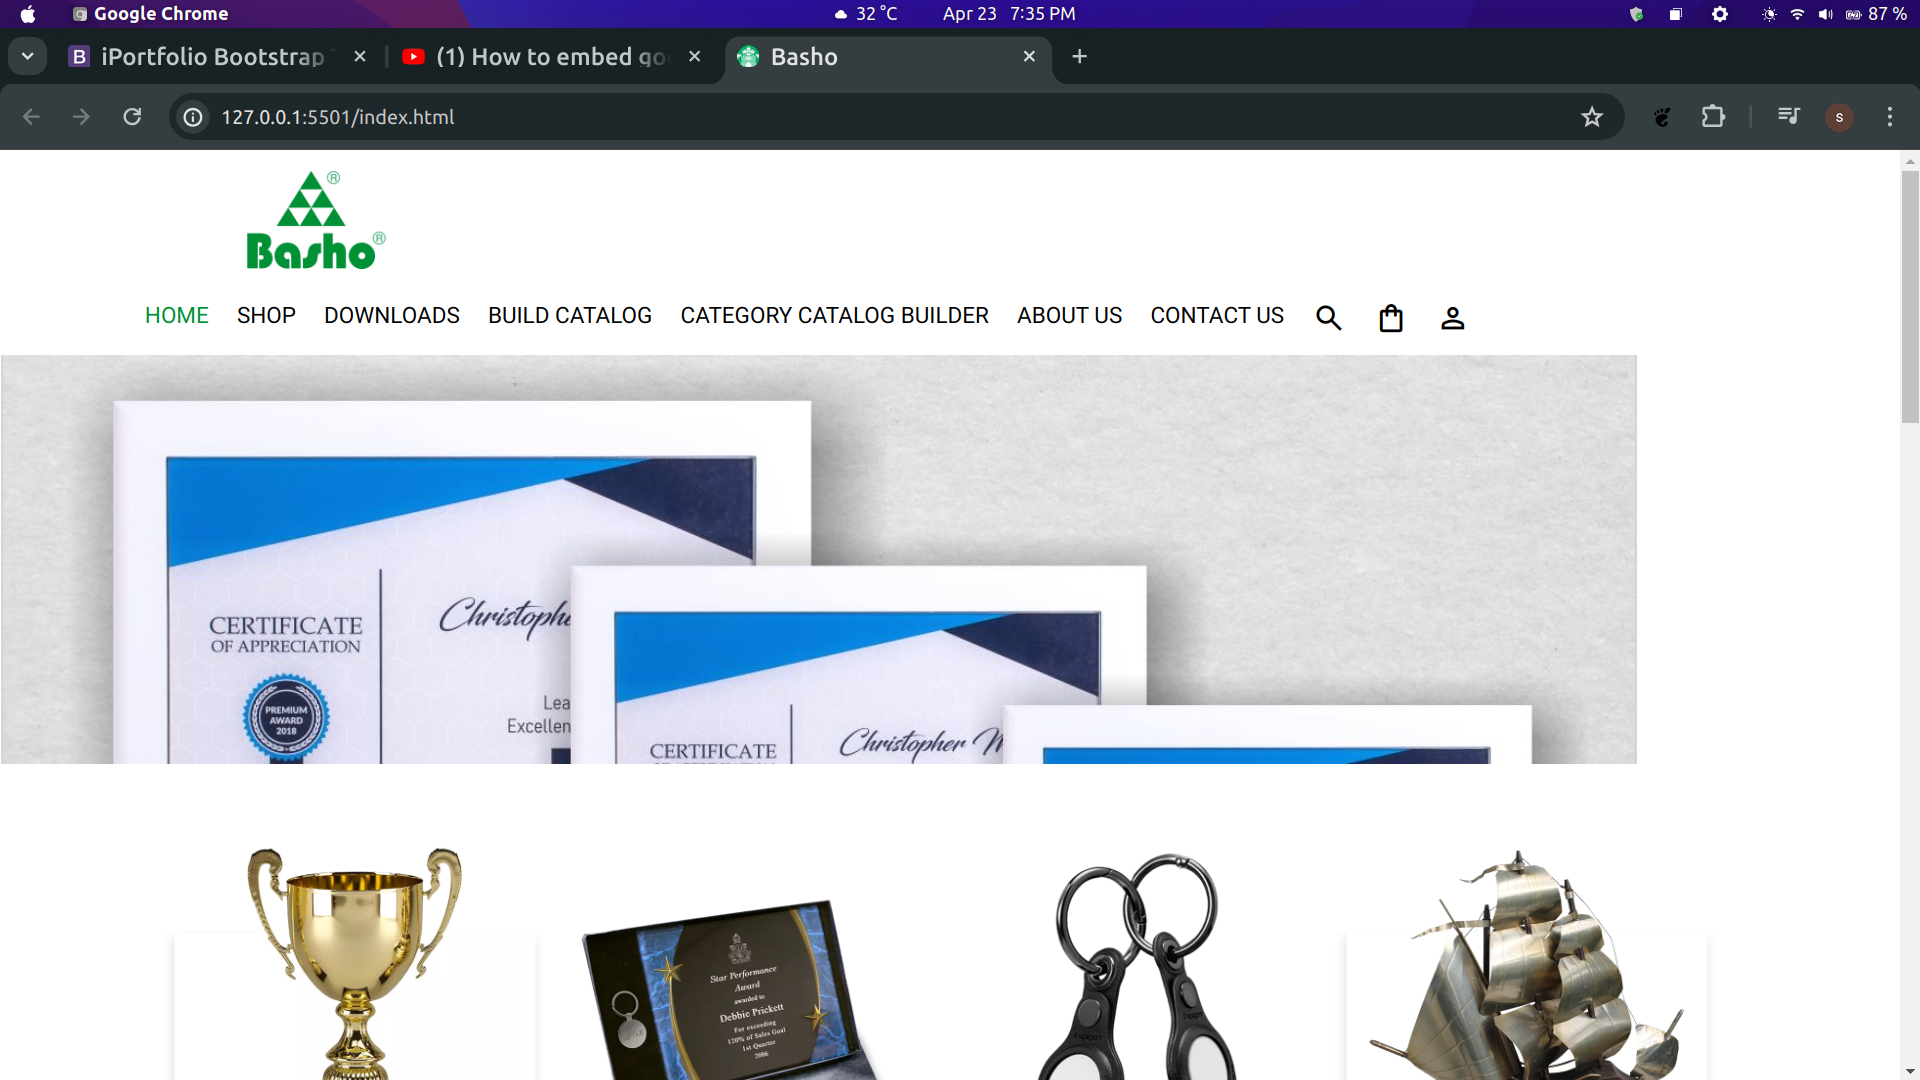 Google Chrome
32 °C
Apr 23 7:35 PM
87 %
iPortfolio Bootstrap
(1) How to embed go
Basho
127.0.0.1:5501/index.html
s
Basho
HOME SHOP DOWNLOADS BUILD CATALOG CATEGORY CATALOG BUILDER ABOUT US CONTACT US
CERTIFICATE
OF APPRECIATION
PREMIUM
AWARD
2018
Christophe
Lea
Excellen
CERTIFICATE
Christopher
Star Performance
Award
awarded to
Debbie Prickett
For exceeding
120% of Sales Goal
1st Quarter
2006